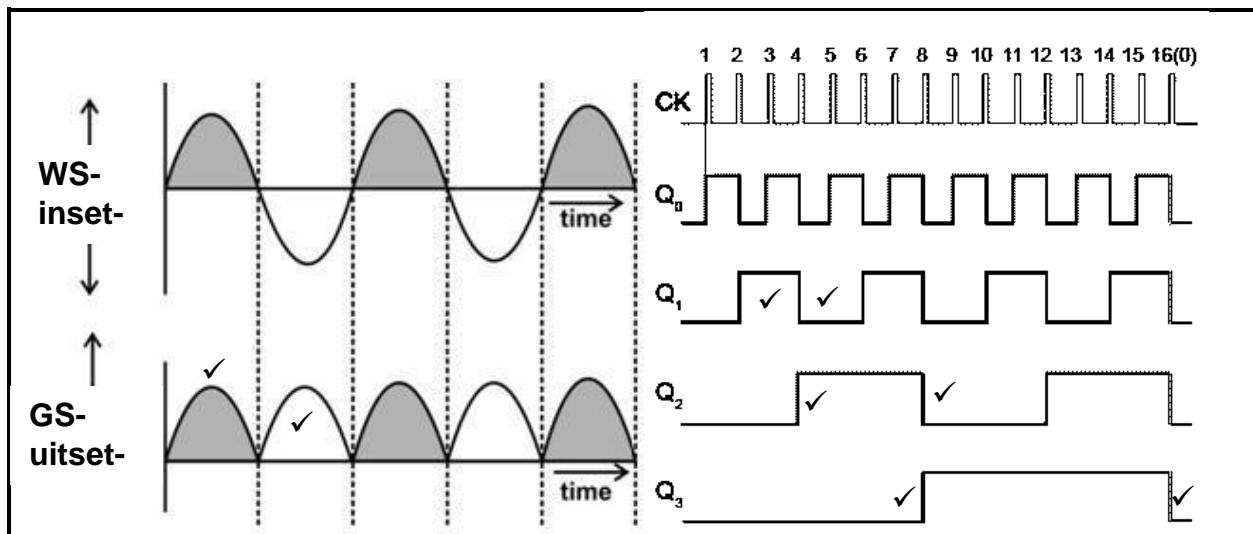 WS-
inset-
time
GS-
uitset-
time
1 2 3 4 5 6 7 8 9 10 11 12 13 14 15 16(0)
CK
Q0
Q1
✓ ✓
Q2
✓ ✓
Q3
✓ ✓
✓
✓